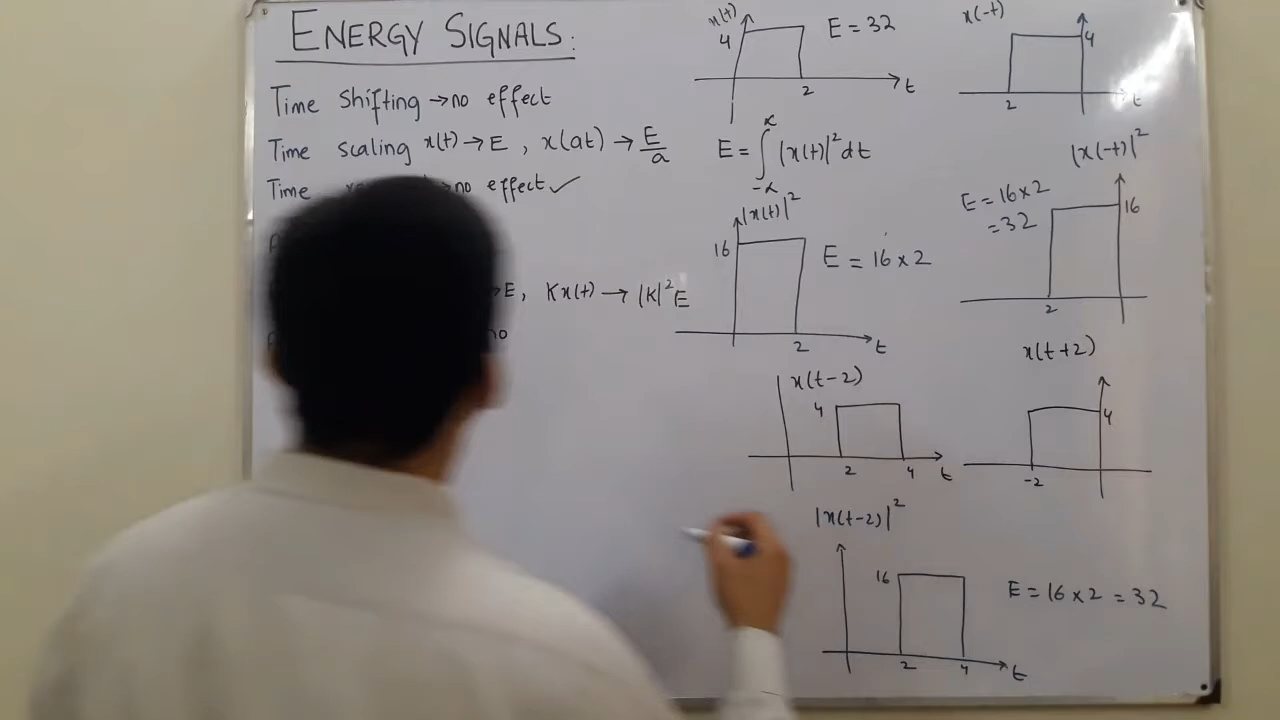 ENERGY SIGNALS:
Time Shifting → no effect
Time scaling x(t) → E , x(at) → E/a
Time → no effect ✓
→ E, Kx(t) → |K|²E
no
x(t)
4
2
t
E = 32
E = ∫ |x(t)|² dt
-∝
∝
|x(t)|²
16
2
t
E = 16 × 2
x(t-2)
4
2
4
t
|x(t-2)|²
16
2
4
t
E = 16 × 2 = 32
x(-t)
4
2
t
|x(-t)|²
E = 16×2
= 32
16
2
x(t+2)
4
-2